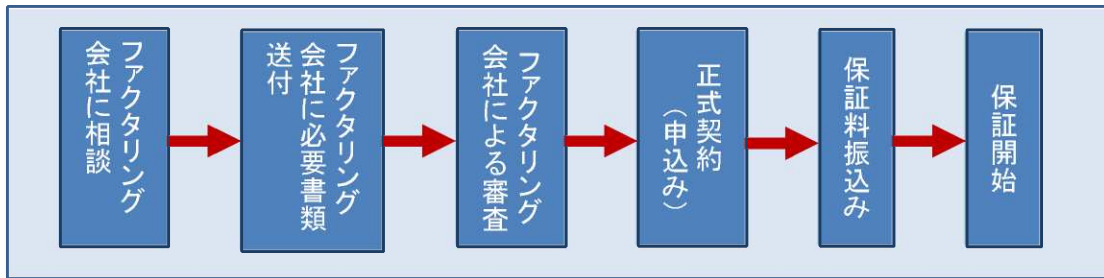 ファクタリング
会社に相談
ファクタリング
会社に必要書類
送付
ファクタリング
会社による審査
正式契約
（申込み）
保証料振込み
保証開始